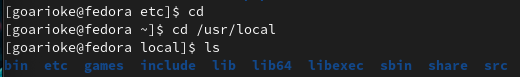 [goarioke@fedora etc]$ cd
[goarioke@fedora ~]$ cd /usr/local
[goarioke@fedora local]$ ls
bin etc games include lib lib64 libexec sbin share src